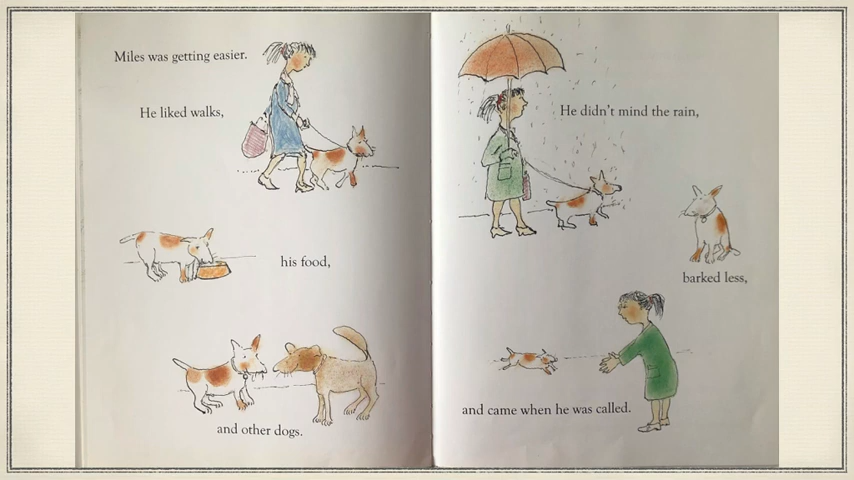 Miles was getting easier.
He liked walks,
his food,
and other dogs.
He didn't mind the rain,
barked less,
and came when he was called.